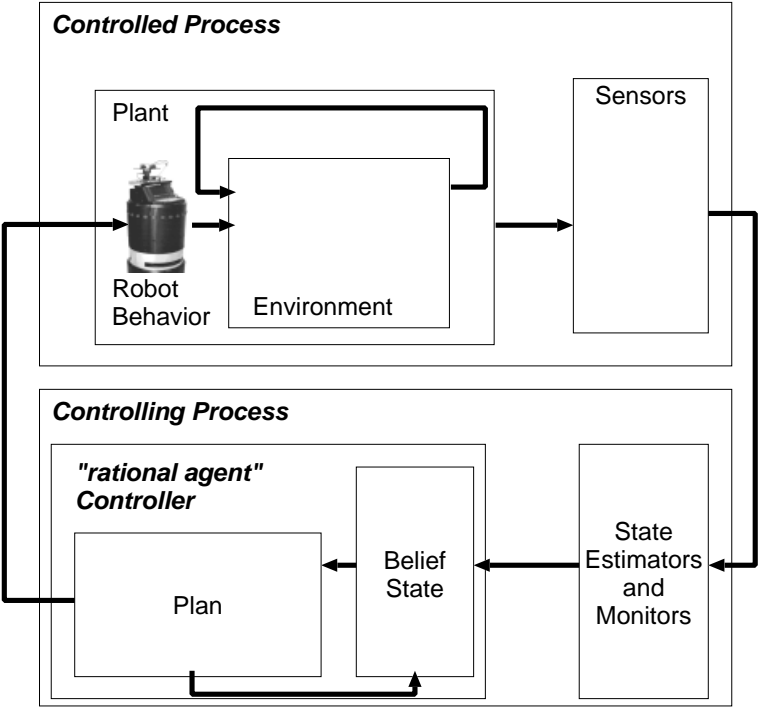 Controlled Process
Plant
Sensors
Robot
Behavior
Environment
Controlling Process
"rational agent"
Controller
Plan
Belief
State
State
Estimators
and
Monitors